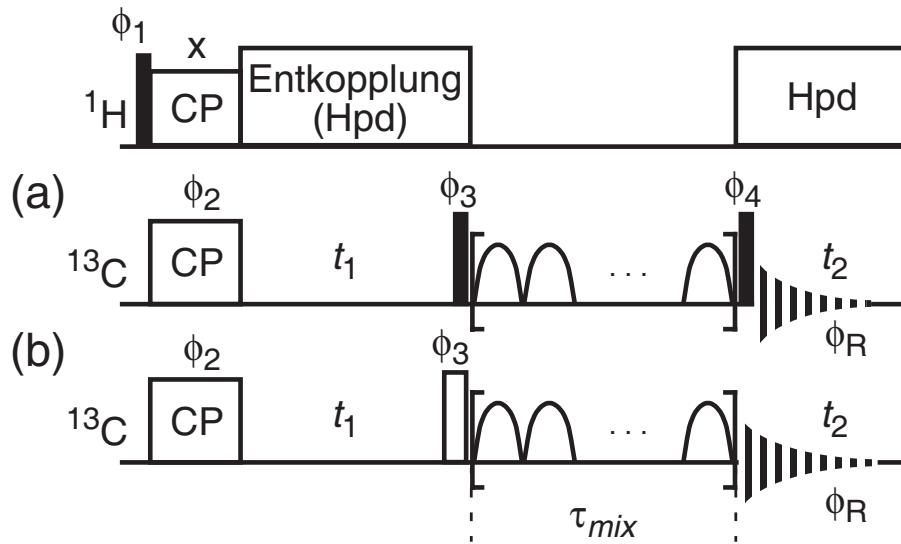 ϕ1
x
1H
CP
Entkopplung
(Hpd)
Hpd
(a)
ϕ2
ϕ3
ϕ4
13C
CP
t1
. . .
t2
ϕR
(b)
ϕ2
ϕ3
13C
CP
t1
. . .
t2
ϕR
τmix